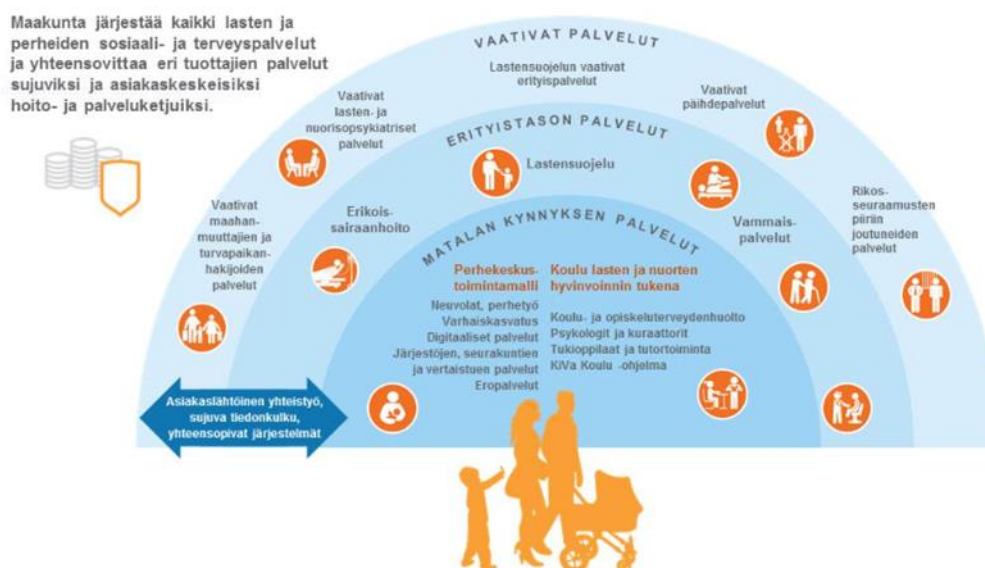 Maakunta järjestää kaikki lasten ja
perheiden sosiaali- ja terveyspalvelut
ja yhteensovittaa eri tuottajien palvelut
sujuviksi ja asiakaskeskeisiksi
hoito- ja palveluketjuiksi.
VAATIVAT PALVELUT
Lastensuojelun vaativat
erityispalvelut
Vaativat
lasten- ja
nuorisopsykiatriset
palvelut
Vaativat
päihdepalvelut
ERITYISTASON PALVELUT
Lastensuojelu
Vaativat
maahan-
muuttajien ja
turvapaikan-
hakijoiden
palvelut
Erikois-
sairaanhoito
Vammais-
palvelut
Rikos-
seuraamusten
piiriin
joutuneiden
palvelut
MATALAN KYNNYKSEN PALVELUT
Perhekeskus-
toimintamalli
Neuvolat, perhetyö
Varhaiskasvatus
Digitaaliset palvelut
Järjestöjen, seurakuntien
ja vertaistuen palvelut
Eropalvelut
Koulu lasten ja nuorten
hyvinvoinnin tukena
Koulu- ja opiskeluterveydenhuolto
Psykologit ja kuraattorit
Tukioppilaat ja tutortoiminta
KiVa Koulu -ohjelma
Asiakaslähtöinen yhteistyö,
sujuva tiedonkulku,
yhteensopivat järjestelmät